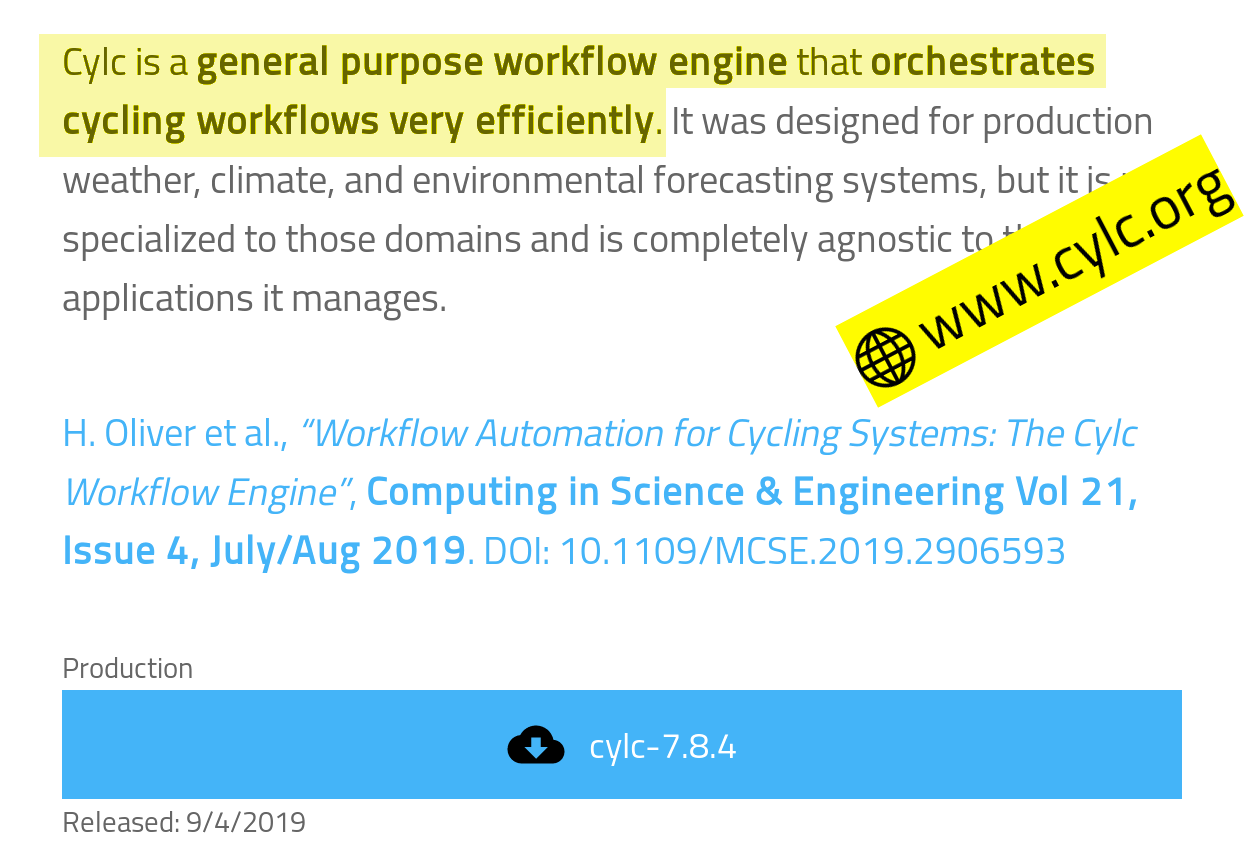 Cylc is a general purpose workflow engine that orchestrates
cycling workflows very efficiently. It was designed for production
weather, climate, and environmental forecasting systems, but it is
specialized to those domains and is completely agnostic to
applications it manages.
www.cylc.org
H. Oliver et al., “Workflow Automation for Cycling Systems: The Cylc
Workflow Engine”, Computing in Science & Engineering Vol 21,
Issue 4, July/Aug 2019. DOI: 10.1109/MCSE.2019.2906593
Production
cylc-7.8.4
Released: 9/4/2019